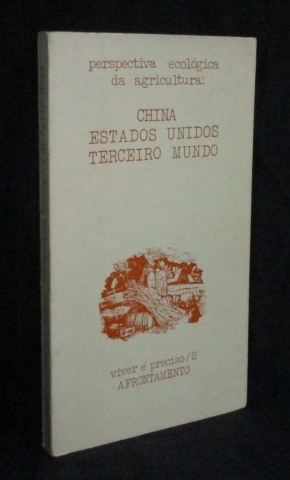 perspectiva ecológica
da agricultura:
CHINA
ESTADOS UNIDOS
TERCEIRO MUNDO
viver é preciso/2
AFRONTAMENTO